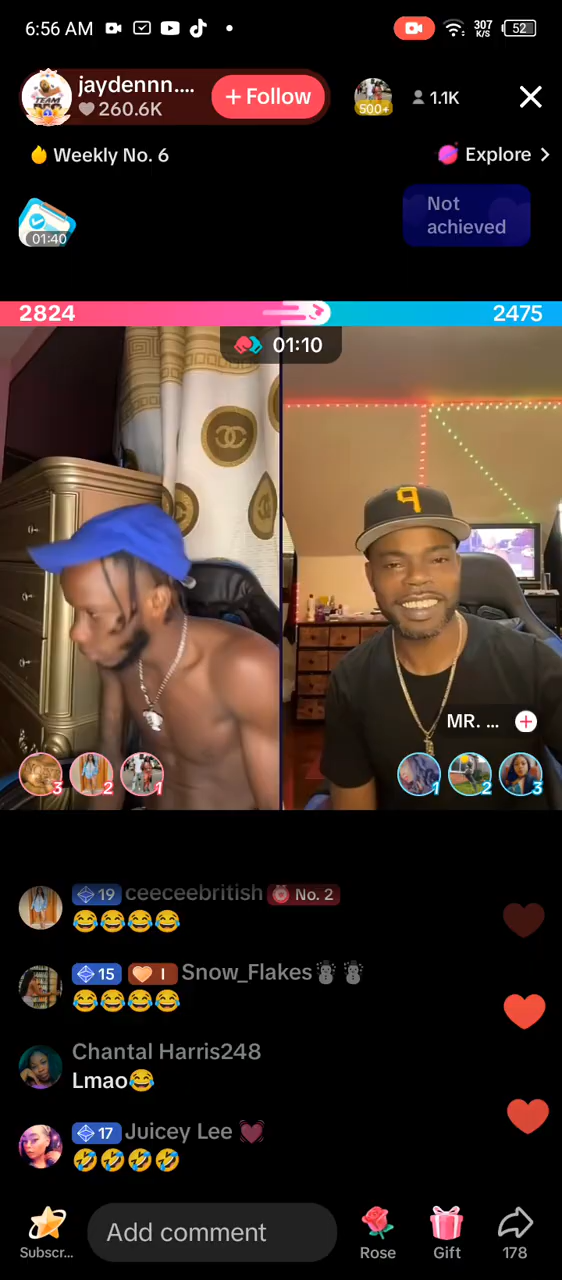 6:56 AM
307
K/S
52
jaydennn....
260.6K
+ Follow
500+
1.1K
Weekly No. 6
Explore >
01:40
Not
achieved
2824
2475
01:10
P
MR. ...
3
2
1
1
2
3
19 ceeceebritish No. 2
😂😂😂😂
15 I Snow_Flakes☃️☃️
😂😂😂😂
Chantal Harris248
Lmao😂
17 Juicey Lee 💓
🤣🤣🤣🤣
Add comment
Subscr...
Rose
Gift
178